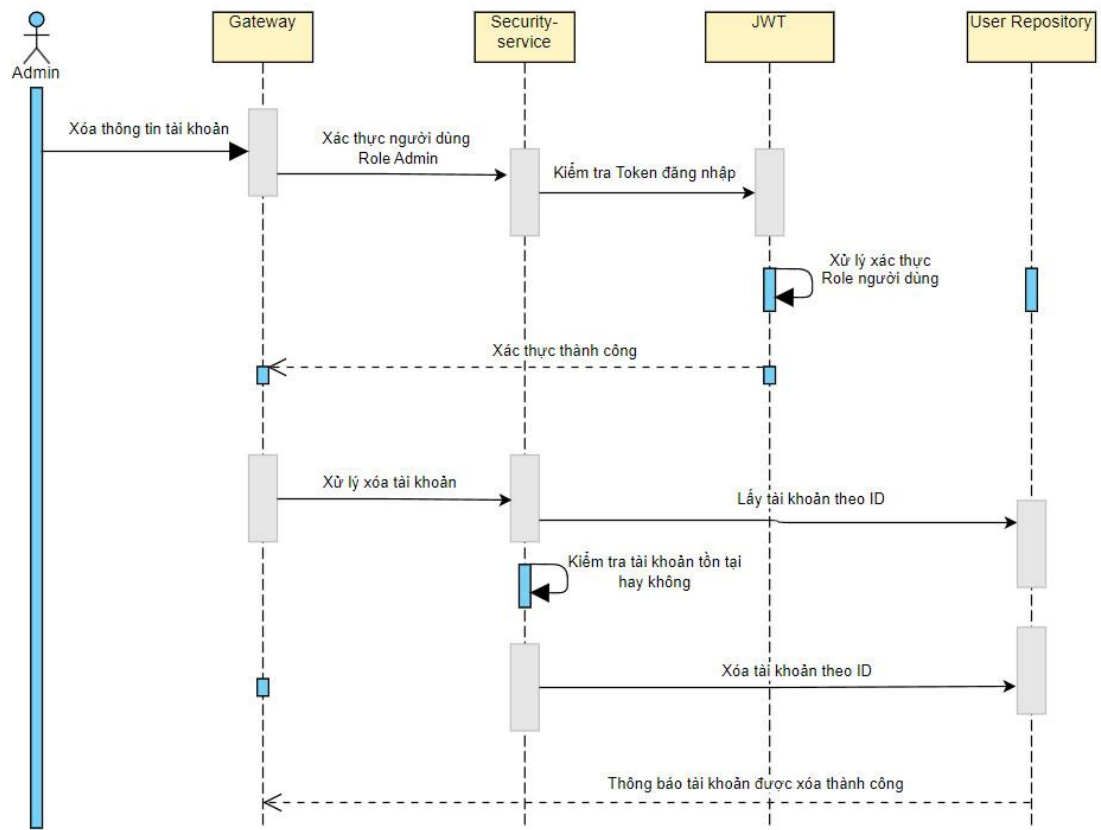 Gateway
Security-
service
JWT
User Repository
Admin
Xóa thông tin tài khoản
Xác thực người dùng
Role Admin
Kiểm tra Token đăng nhập
Xử lý xác thực
Role người dùng
Xác thực thành công
Xử lý xóa tài khoản
Lấy tài khoản theo ID
Kiểm tra tài khoản tồn tại
hay không
Xóa tài khoản theo ID
Thông báo tài khoản được xóa thành công